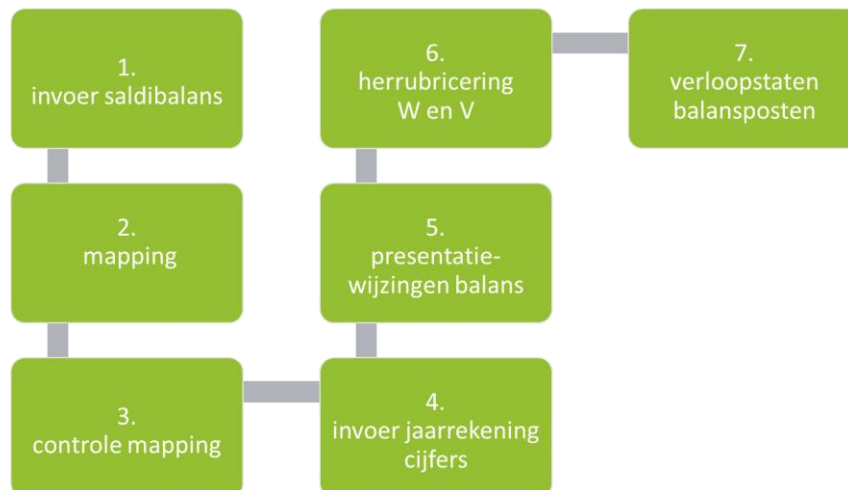 1.
invoer saldibalans
2.
mapping
3.
controle mapping
4.
invoer jaarrekening
cijfers
5.
presentatie-
wijzingen balans
6.
herrubricering
W en V
7.
verloopstaten
balansposten